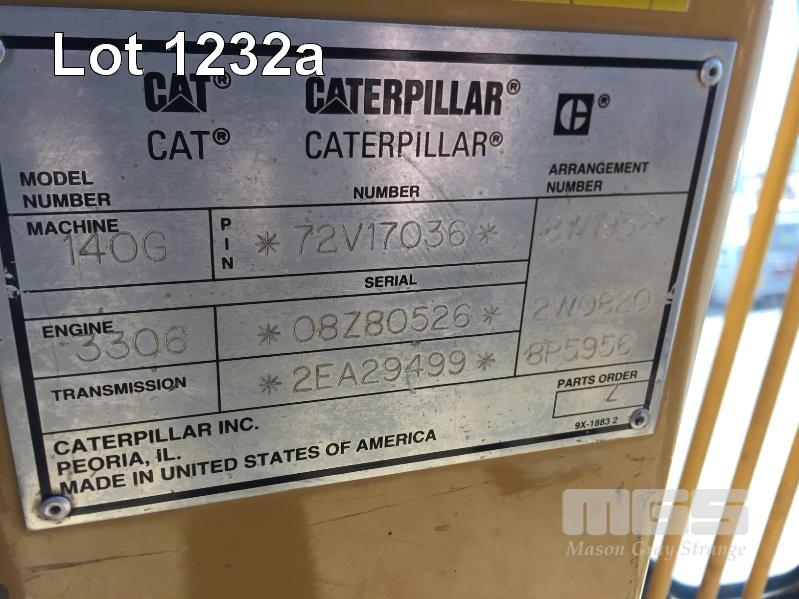 Lot 1232a
CAT® CATERPILLAR® C®
CAT® CATERPILLAR®
MODEL NUMBER NUMBER ARRANGEMENT NUMBER
MACHINE 140G PIN *72V17036*
SERIAL
ENGINE 3306 *08Z80526* 2W0820
TRANSMISSION *2EA29499* 8P5956
PARTS ORDER
Z
9X-1883 2
CATERPILLAR INC.
PEORIA, IL.
MADE IN UNITED STATES OF AMERICA
MGS
Mason Gray Strange